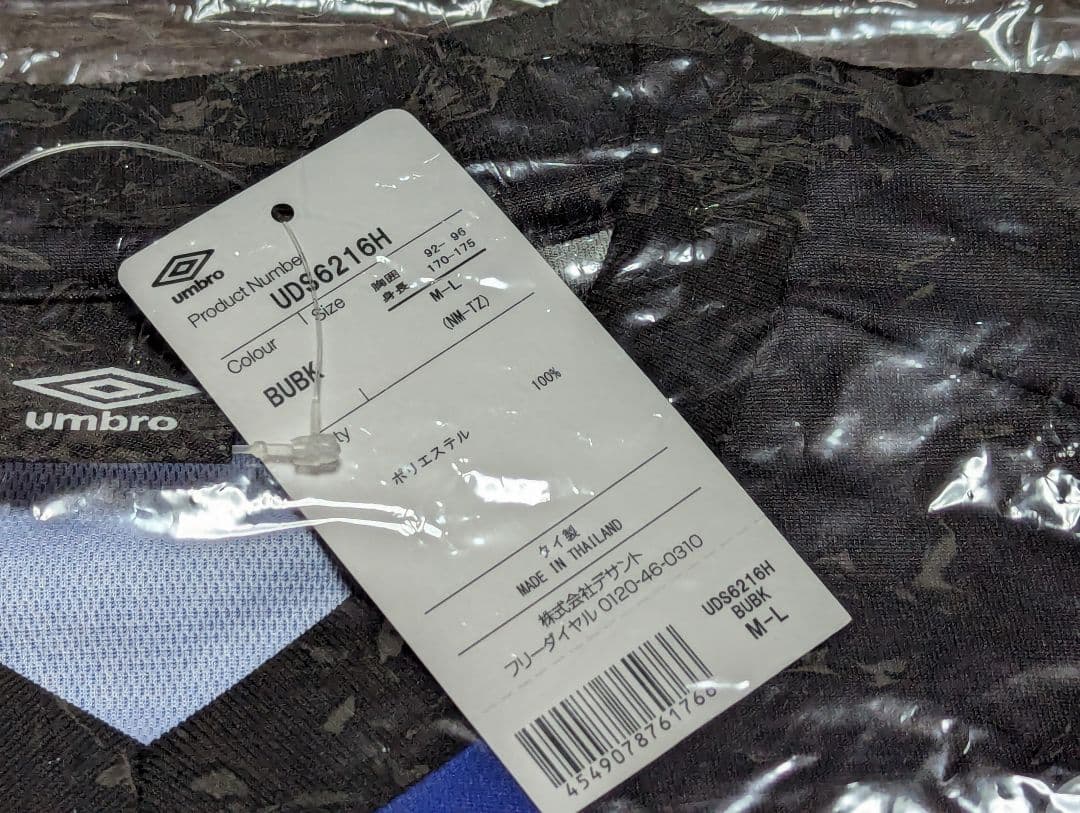 umbro
Product Number
UDS6216H
Colour
Size
胸囲 92-96
身長 170-175
BUBK
M-L
(NM-TZ)
ポリエステル 100%
タイ製
MADE IN THAILAND
株式会社デサント
フリーダイヤル 0120-46-0310
UDS6216H
BUBK
M-L
4549078761766
umbro